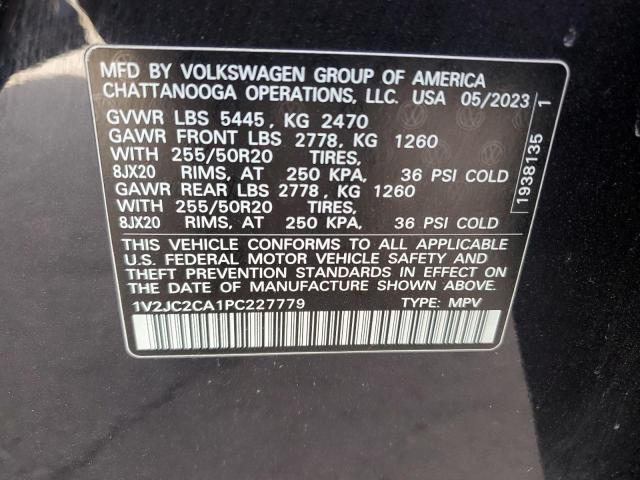 MFD BY VOLKSWAGEN GROUP OF AMERICA
CHATTANOOGA OPERATIONS, LLC. USA 05/2023
GVWR LBS 5445, KG 2470
GAWR FRONT LBS 2778, KG 1260
WITH 255/50R20 TIRES,
8JX20 RIMS, AT 250 KPA, 36 PSI COLD
GAWR REAR LBS 2778, KG 1260
WITH 255/50R20 TIRES,
8JX20 RIMS, AT 250 KPA, 36 PSI COLD
THIS VEHICLE CONFORMS TO ALL APPLICABLE
U.S. FEDERAL MOTOR VEHICLE SAFETY AND
THEFT PREVENTION STANDARDS IN EFFECT ON
THE DATE OF MANUFACTURE SHOWN ABOVE.
1V2JC2CA1PC227779 TYPE: MPV
1938135 1